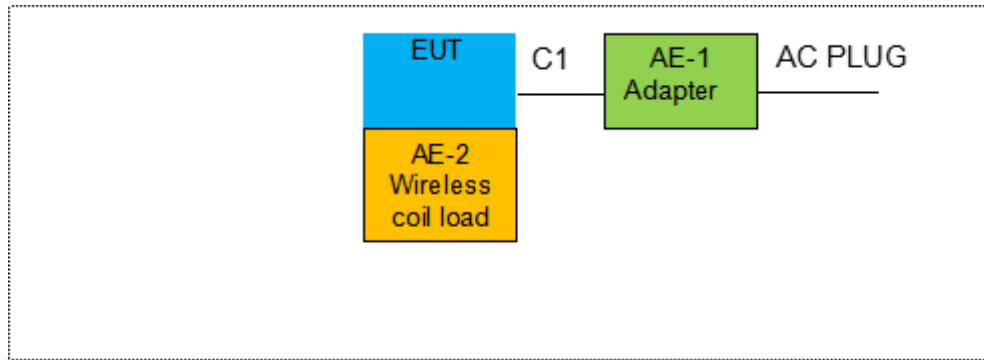 EUT
C1
AE-1
Adapter
AC PLUG
AE-2
Wireless
coil load